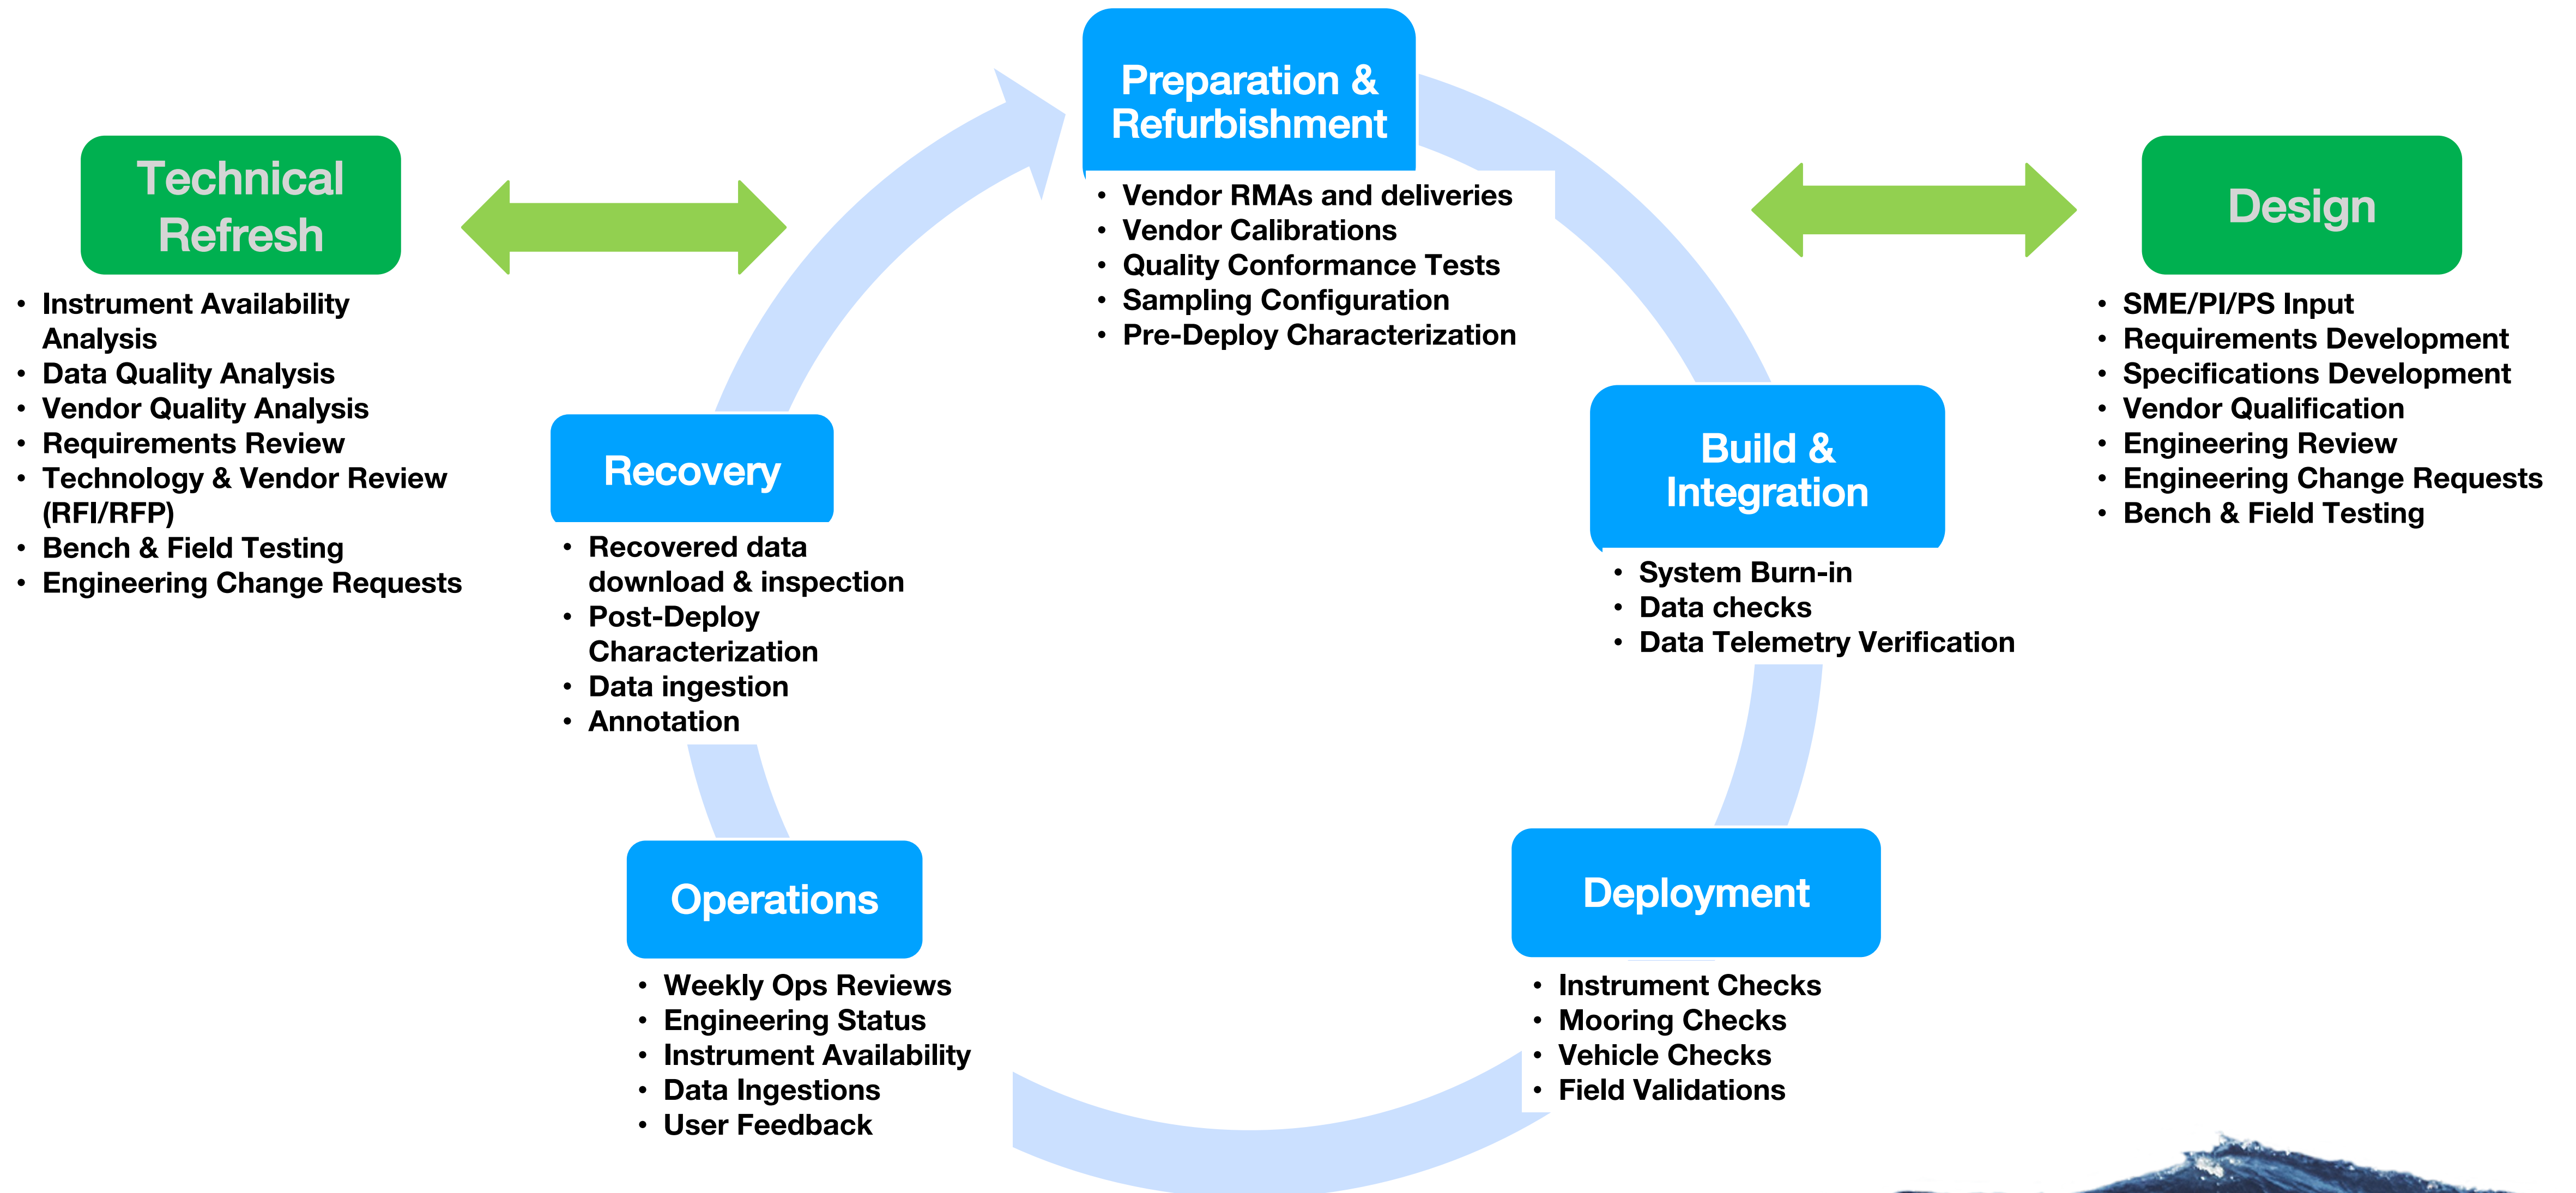 Preparation &
Refurbishment
• Vendor RMAs and deliveries
• Vendor Calibrations
• Quality Conformance Tests
• Sampling Configuration
• Pre-Deploy Characterization
Technical
Refresh
• Instrument Availability
Analysis
• Data Quality Analysis
• Vendor Quality Analysis
• Requirements Review
• Technology & Vendor Review
(RFI/RFP)
• Bench & Field Testing
• Engineering Change Requests
Design
• SME/PI/PS Input
• Requirements Development
• Specifications Development
• Vendor Qualification
• Engineering Review
• Engineering Change Requests
• Bench & Field Testing
Recovery
• Recovered data
download & inspection
• Post-Deploy
Characterization
• Data ingestion
• Annotation
Build &
Integration
• System Burn-in
• Data checks
• Data Telemetry Verification
Operations
• Weekly Ops Reviews
• Engineering Status
• Instrument Availability
• Data Ingestions
• User Feedback
Deployment
• Instrument Checks
• Mooring Checks
• Vehicle Checks
• Field Validations